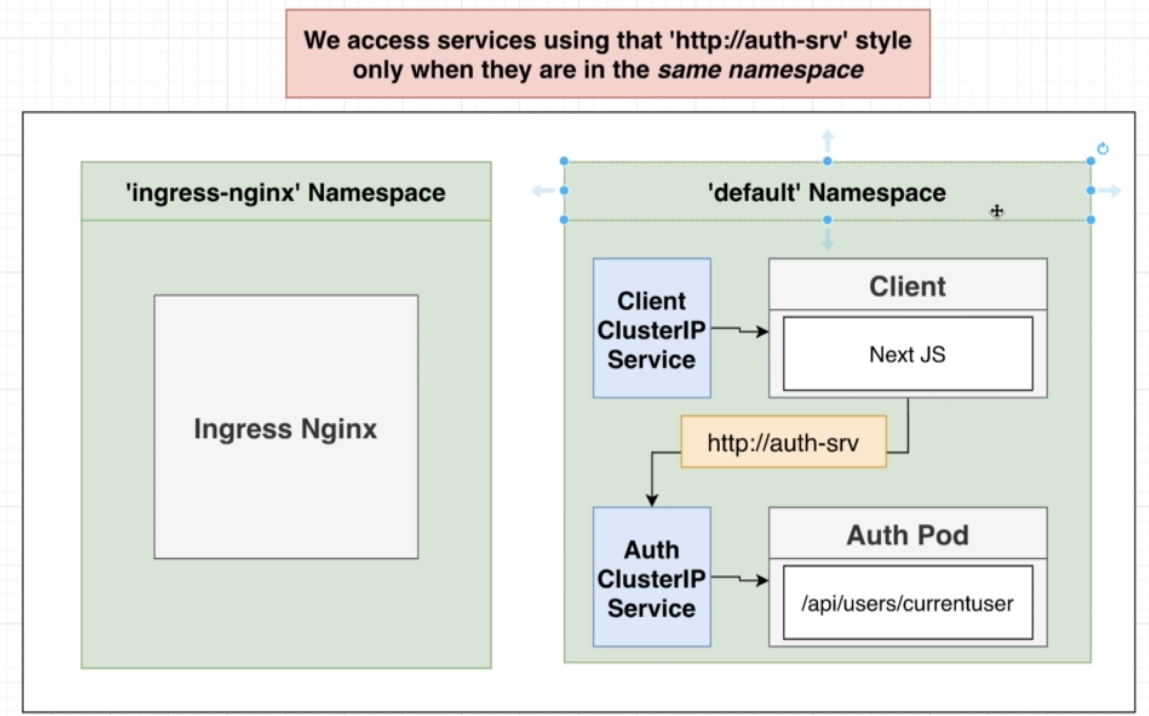 We access services using that 'http://auth-srv' style
only when they are in the same namespace
'ingress-nginx' Namespace
Ingress Nginx
'default' Namespace
Client
ClusterIP
Service
Client
Next JS
http://auth-srv
Auth
ClusterIP
Service
Auth Pod
/api/users/currentuser